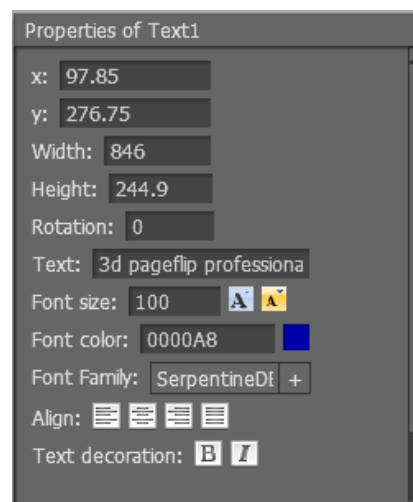 Properties of Text1
x: 97.85
y: 276.75
Width: 846
Height: 244.9
Rotation: 0
Text: 3d pageflip professiona
Font size: 100 A A
Font color: 0000A8
Font Family: SerpentineDE +
Align:
Text decoration: B I